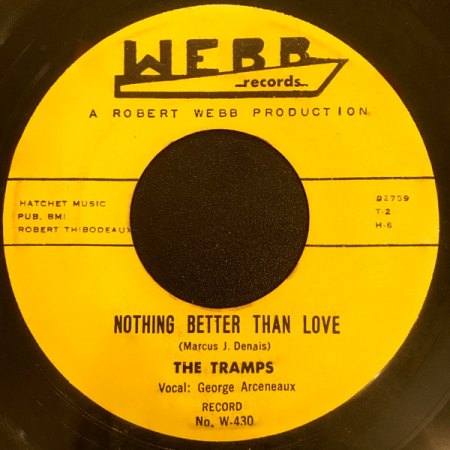 WEBB
records
A ROBERT WEBB PRODUCTION
HATCHET MUSIC
PUB. BMI
ROBERT THIBODEAUX
92759
T-2
H-6
NOTHING BETTER THAN LOVE
(Marcus J. Denais)
THE TRAMPS
Vocal: George Arceneaux
RECORD
No. W-430